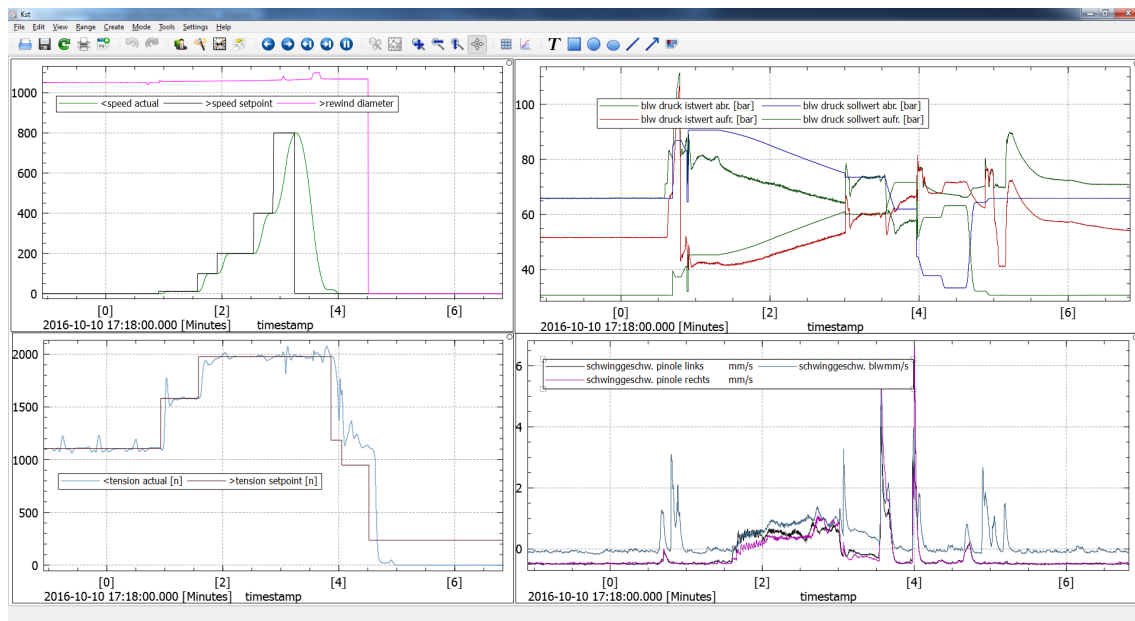 Kst
File Edit View Range Create Mode Tools Settings Help
T
1000
800
600
400
200
0
<speed actual >speed setpoint >rewind diameter
[0] [2] [4] [6]
2016-10-10 17:18:00.000 [Minutes] timestamp
100
80
60
40
blw druck istwert abr. [bar] blw druck sollwert abr. [bar]
blw druck istwert aufr. [bar] blw druck sollwert aufr. [bar]
[0] [2] [4] [6]
2016-10-10 17:18:00.000 [Minutes] timestamp
2000
1500
1000
500
0
<tension actual [n] >tension setpoint [n]
[0] [2] [4] [6]
2016-10-10 17:18:00.000 [Minutes] timestamp
6
4
2
0
schwinggeschw. pinole links mm/s schwinggeschw. blwmm/s
schwinggeschw. pinole rechts mm/s
[0] [2] [4] [6]
2016-10-10 17:18:00.000 [Minutes] timestamp